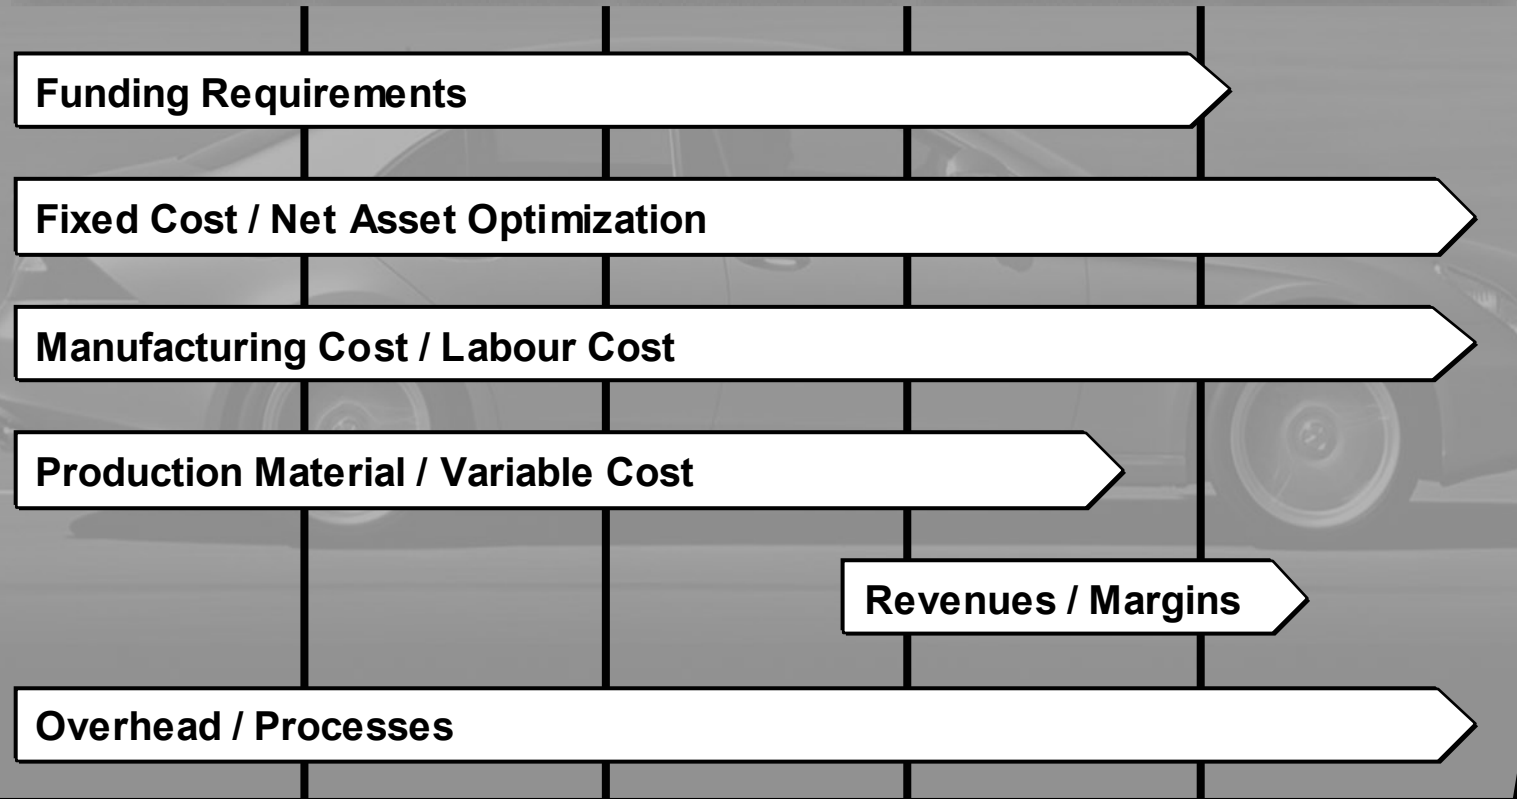 Funding Requirements
Fixed Cost / Net Asset Optimization
Manufacturing Cost / Labour Cost
Production Material / Variable Cost
Revenues / Margins
Overhead / Processes